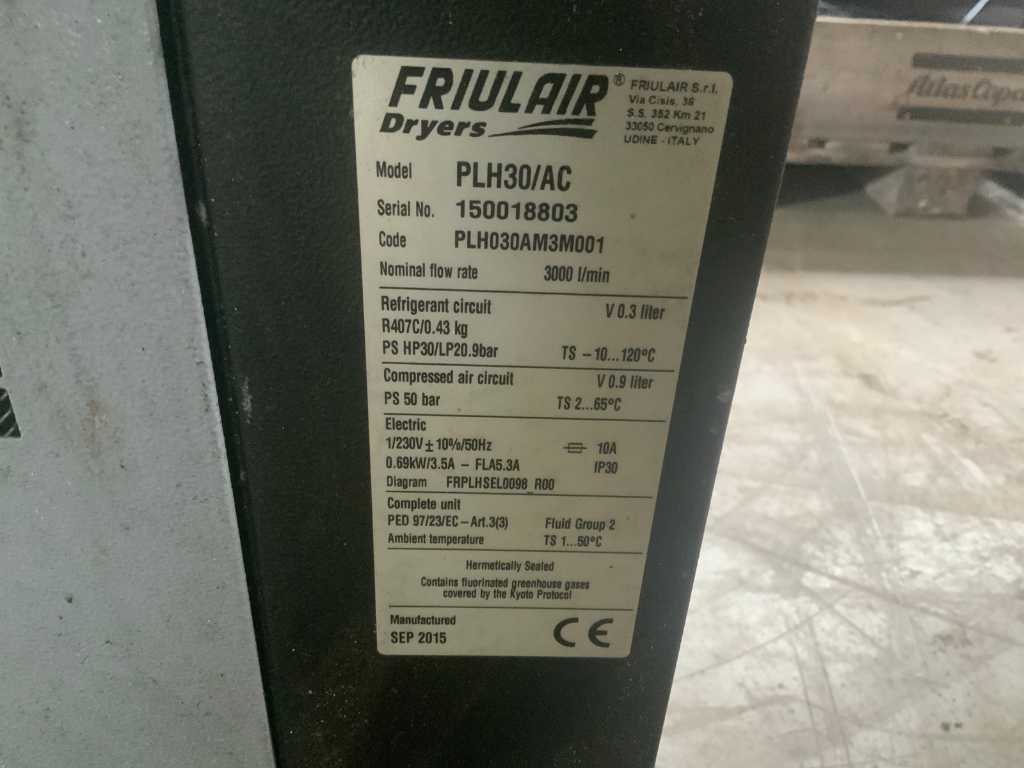 FRIULAIR®
Dryers
FRIULAIR S.r.l.
Via Cisis, 36
S.S. 352 Km 21
33050 Cervignano
UDINE - ITALY
Model PLH30/AC
Serial No. 150018803
Code PLH030AM3M001
Nominal flow rate 3000 l/min
Refrigerant circuit V 0.3 liter
R407C/0.43 kg
PS HP30/LP20.9bar TS -10...120°C
Compressed air circuit V 0.9 liter
PS 50 bar TS 2...65°C
Electric
1/230V ± 10%/50Hz 10A
0.69kW/3.5A - FLA5.3A IP30
Diagram FRPLHSEL0098_R00
Complete unit
PED 97/23/EC - Art.3(3) Fluid Group 2
Ambient temperature TS 1...50°C
Hermetically Sealed
Contains fluorinated greenhouse gases
covered by the Kyoto Protocol
Manufactured
SEP 2015
CE
Atlas Copco